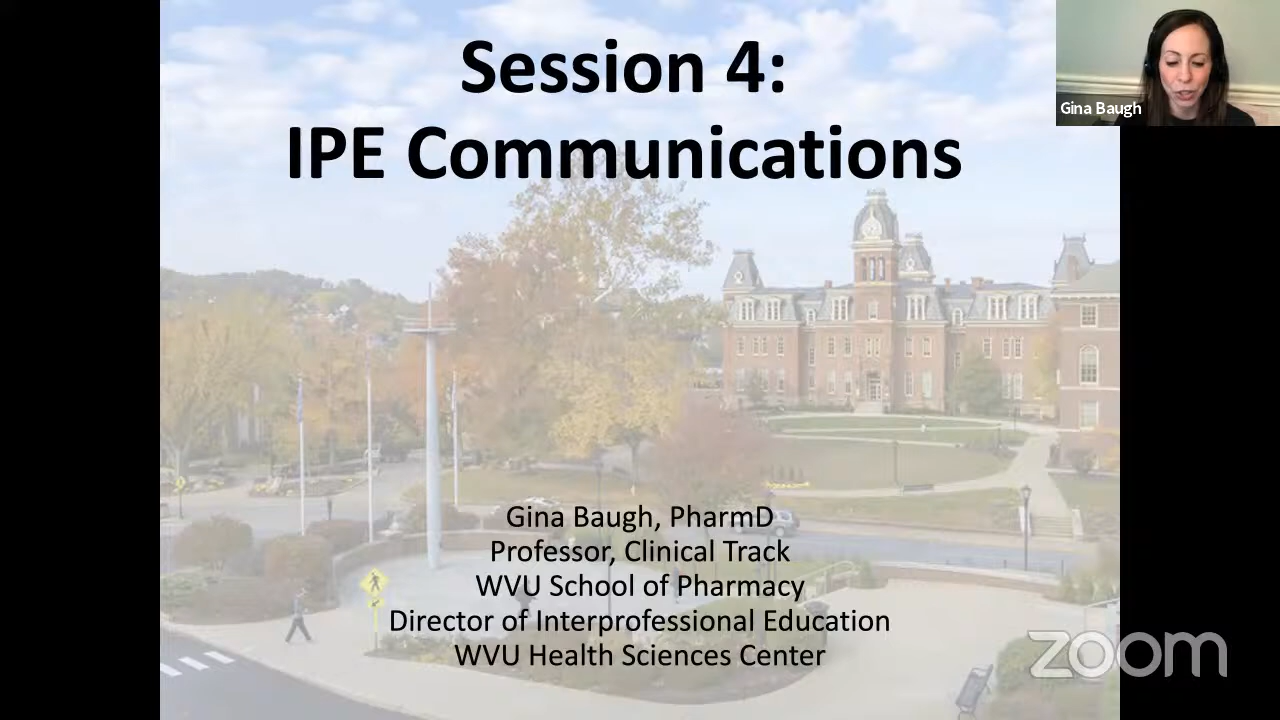 Session 4:
IPE Communications
Gina Baugh
Gina Baugh, PharmD
Professor, Clinical Track
WVU School of Pharmacy
Director of Interprofessional Education
WVU Health Sciences Center
zoom